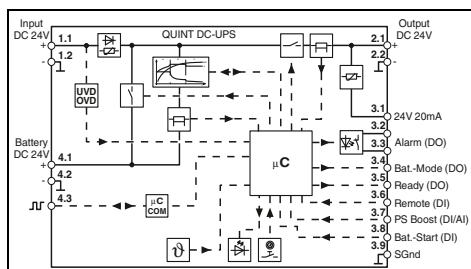 Input
DC 24V
+ 1.1
1.2
-
QUINT DC-UPS
Output
DC 24V
2.1 +
2.2
-
UVD
OVD
3.1
24V 20mA
3.2
Alarm (DO)
3.3
Battery
DC 24V
+ 4.1
4.2
-
4.3
µC
µC
COM
ϑ
3.4
Bat.-Mode (DO)
3.5
Ready (DO)
3.6
Remote (DI)
3.7
PS Boost (DI/AI)
3.8
Bat.-Start (DI)
3.9
SGnd